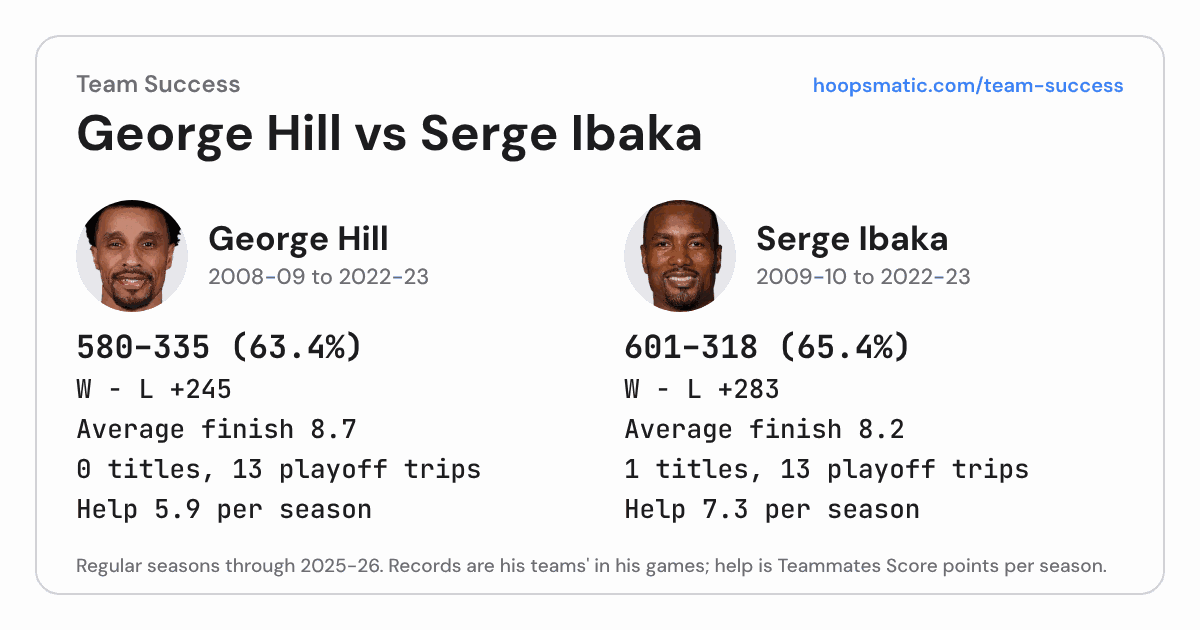 Team Success
hoopsmatic.com/team-success
George Hill vs Serge Ibaka
George Hill
2008-09 to 2022-23
580-335 (63.4%)
W - L +245
Average finish 8.7
0 titles, 13 playoff trips
Help 5.9 per season
Serge Ibaka
2009-10 to 2022-23
601-318 (65.4%)
W - L +283
Average finish 8.2
1 titles, 13 playoff trips
Help 7.3 per season
Regular seasons through 2025-26. Records are his teams' in his games; help is Teammates Score points per season.